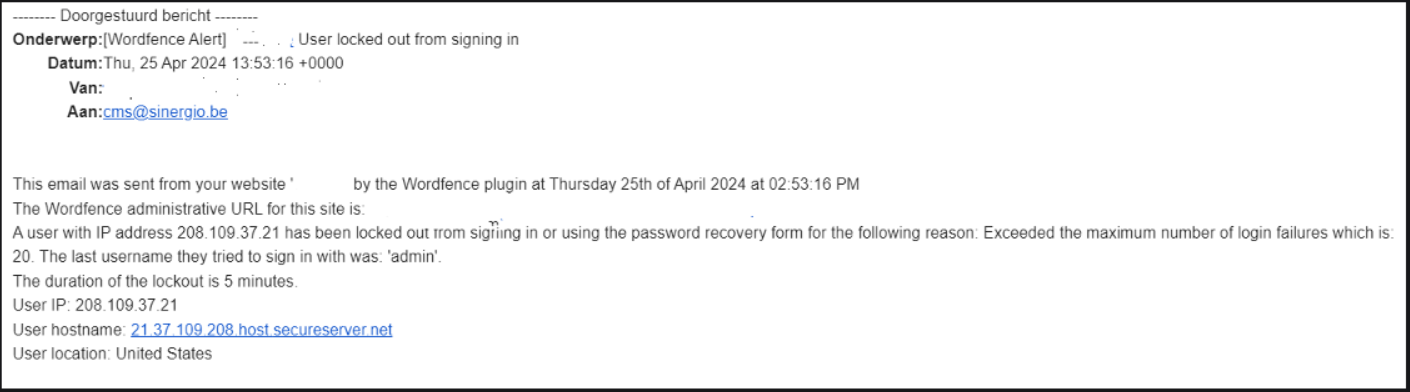 -------- Doorgestuurd bericht --------
Onderwerp:[Wordfence Alert] User locked out from signing in
Datum:Thu, 25 Apr 2024 13:53:16 +0000
Van:
Aan:cms@sinergio.be
This email was sent from your website ' by the Wordfence plugin at Thursday 25th of April 2024 at 02:53:16 PM
The Wordfence administrative URL for this site is:
A user with IP address 208.109.37.21 has been locked out from signing in or using the password recovery form for the following reason: Exceeded the maximum number of login failures which is:
20. The last username they tried to sign in with was: 'admin'.
The duration of the lockout is 5 minutes.
User IP: 208.109.37.21
User hostname: 21.37.109.208.host.secureserver.net
User location: United States